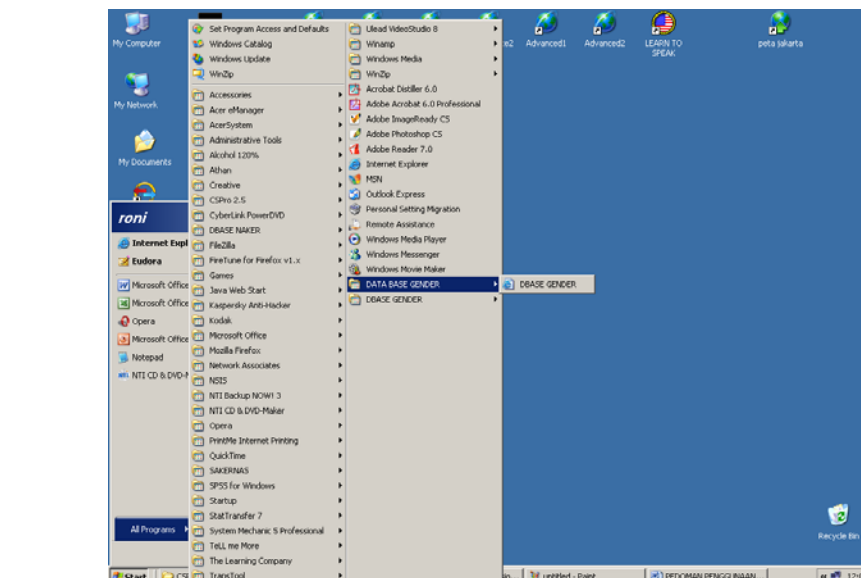 My Computer
My Network
My Documents
Advanced1
Advanced2
LEARN TO
SPEAK
peta jakarta
roni
Internet Expl
Eudora
Microsoft Office
Microsoft Office
Opera
Microsoft Office
Notepad
NTI CD & DVD-M
All Programs
Set Program Access and Defaults
Windows Catalog
Windows Update
WinZip
Accessories
Acer eManager
AcerSystem
Administrative Tools
Alcohol 120%
Athan
Creative
CSPro 2.5
CyberLink PowerDVD
DBASE NAKER
FileZilla
FireTune for Firefox v1.x
Games
Java Web Start
Kaspersky Anti-Hacker
Kodak
Microsoft Office
Mozilla Firefox
Network Associates
NSIS
NTI Backup NOW! 3
NTI CD & DVD-Maker
Opera
PrintMe Internet Printing
QuickTime
SAKERNAS
SPSS for Windows
Startup
StatTransfer 7
System Mechanic 5 Professional
TeLL me More
The Learning Company
TransTool
Ulead VideoStudio 8
Winamp
Windows Media
WinZip
Acrobat Distiller 6.0
Adobe Acrobat 6.0 Professional
Adobe ImageReady CS
Adobe Photoshop CS
Adobe Reader 7.0
Internet Explorer
MSN
Outlook Express
Personal Setting Migration
Remote Assistance
Windows Media Player
Windows Messenger
Windows Movie Maker
DATA BASE GENDER
DBASE GENDER
DBASE GENDER
Recycle Bin
Start
untitled - Paint
PEDOMAN PENGGUNAAN